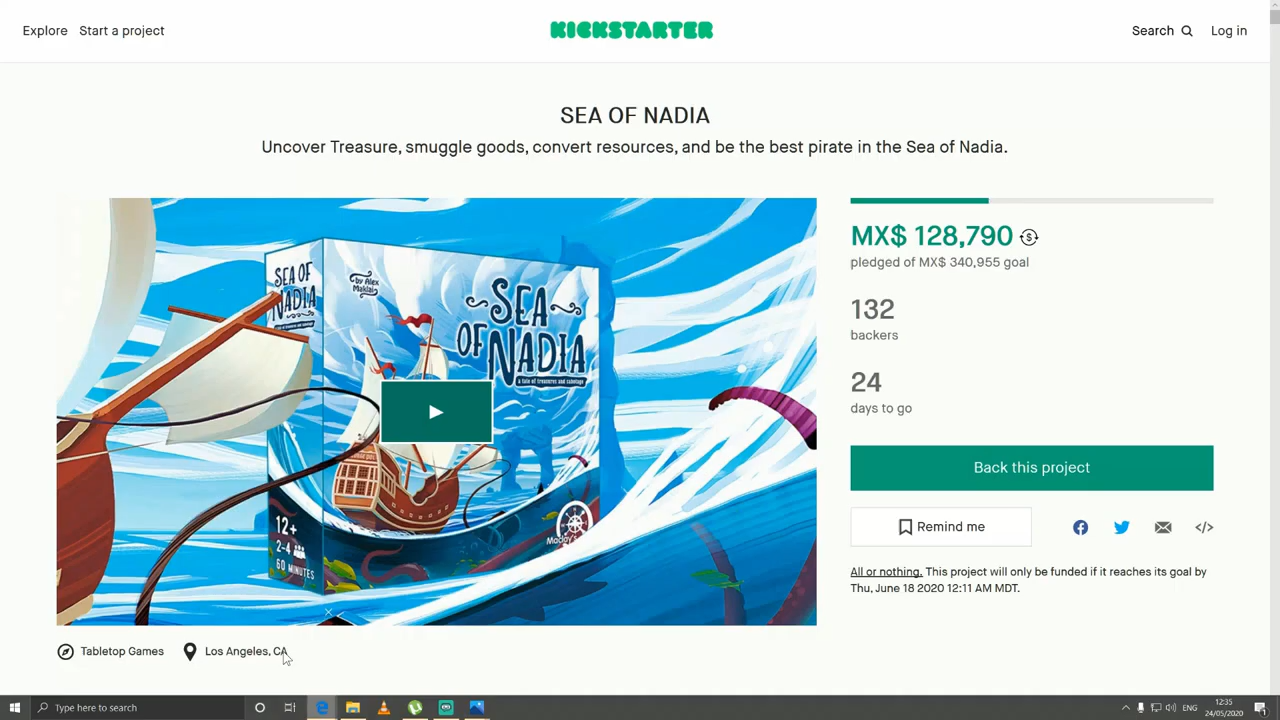 Explore
Start a project
KICKSTARTER
Search
Log in
SEA OF NADIA
Uncover Treasure, smuggle goods, convert resources, and be the best pirate in the Sea of Nadia.
SEA OF
NADIA
by Alex
SEA
OF NADIA
a tale of treasures and sabotage
12+
2-4
60 MINUTES
MX$ 128,790
pledged of MX$ 340,955 goal
132
backers
24
days to go
Back this project
Remind me
All or nothing. This project will only be funded if it reaches its goal by
Thu, June 18 2020 12:11 AM MDT.
Tabletop Games
Los Angeles, CA
Type here to search
ENG
12:35
24/05/2020